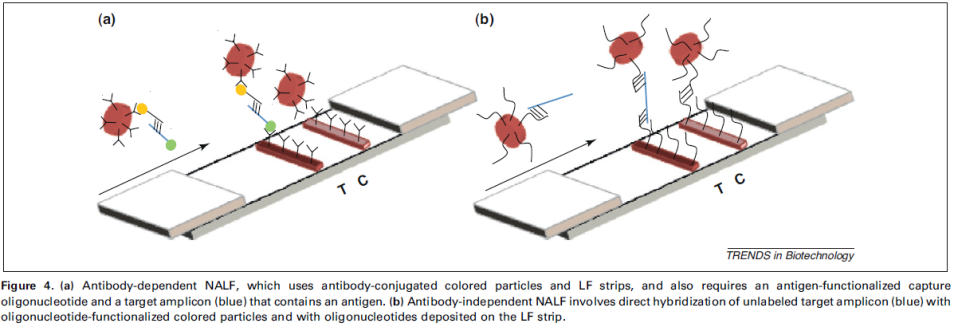 (a)
(b)
T C
T C
TRENDS in Biotechnology
Figure 4. (a) Antibody-dependent NALF, which uses antibody-conjugated colored particles and LF strips, and also requires an antigen-functionalized capture
oligonucleotide and a target amplicon (blue) that contains an antigen. (b) Antibody-independent NALF involves direct hybridization of unlabeled target amplicon (blue) with
oligonucleotide-functionalized colored particles and with oligonucleotides deposited on the LF strip.